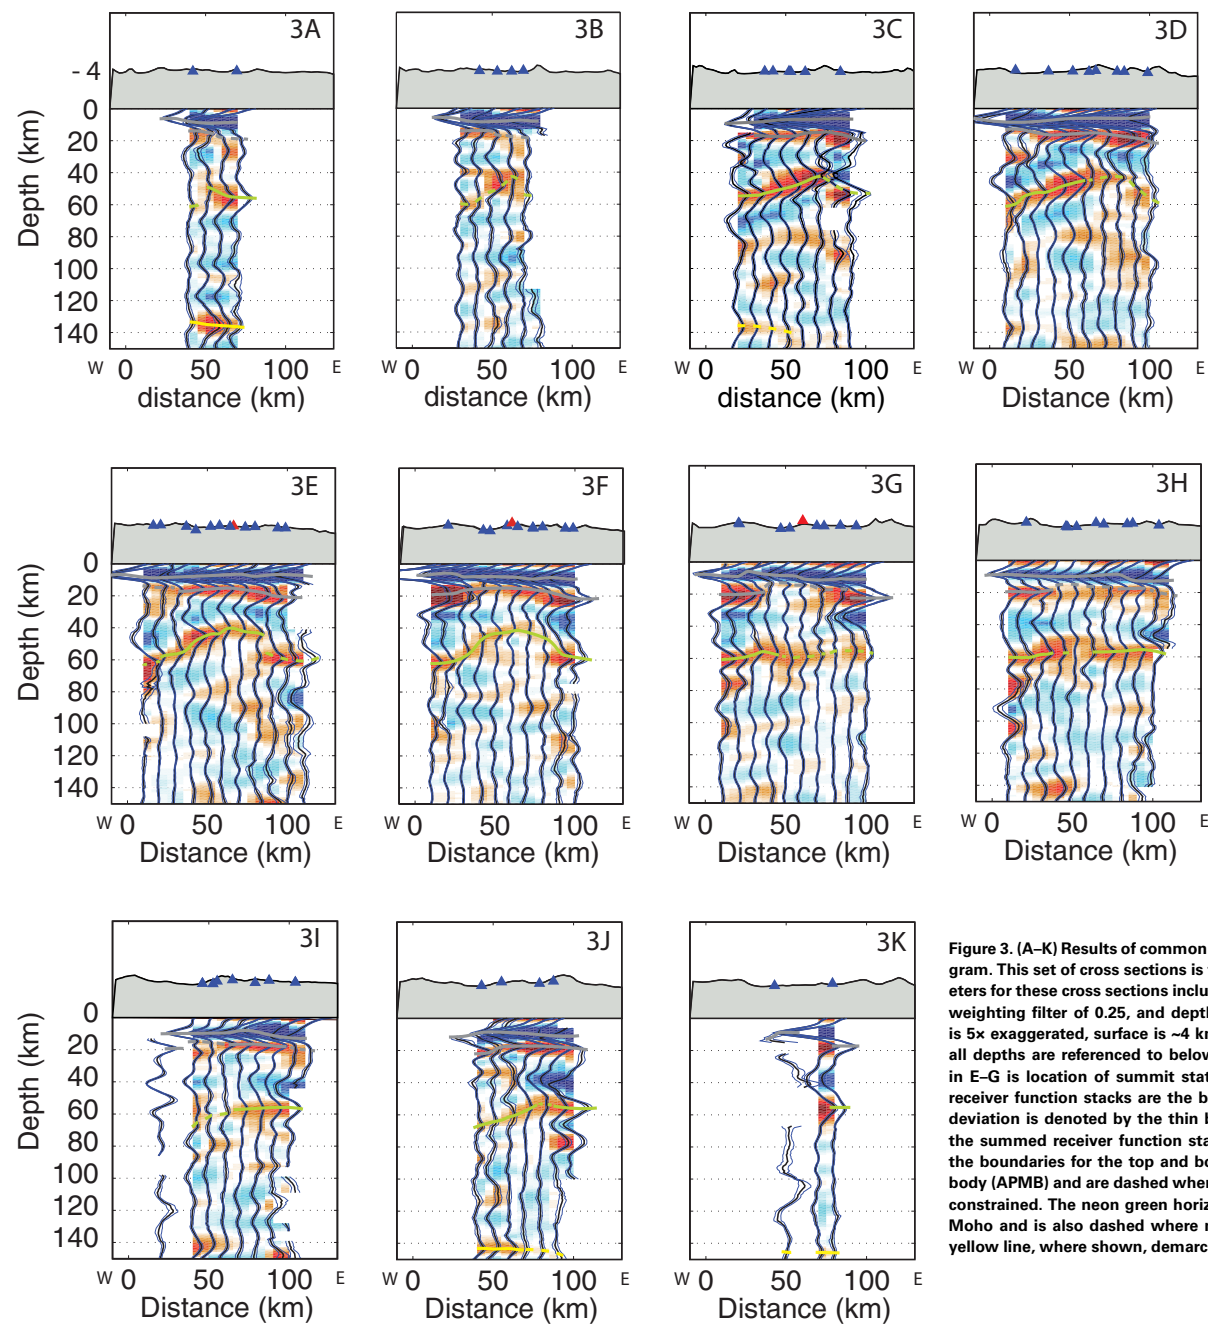 3A
3B
3C
3D
- 4
0
20
40
60
80
100
120
140
Depth (km)
W 0 100 E
distance (km)
W 0 50 100 E
distance (km)
W 0 50 100 E
distance (km)
W 0 50 100 E
Distance (km)
3E
3F
3G
3H
0
20
40
60
80
100
120
140
Depth (km)
W 0 50 100 E
Distance (km)
W 0 50 100 E
Distance (km)
W 0 50 100 E
Distance (km)
W 0 50 100 E
Distance (km)
3I
3J
3K
0
20
40
60
80
100
120
140
Depth (km)
W 0 50 100 E
Distance (km)
W 0 50 100 E
Distance (km)
W 0 50 100 E
Distance (km)
Figure 3. (A–K) Results of common
gram. This set of cross sections is
eters for these cross sections includ
weighting filter of 0.25, and depth
is 5× exaggerated, surface is ~4 km
all depths are referenced to below
in E–G is location of summit stat
receiver function stacks are the b
deviation is denoted by the thin b
the summed receiver function sta
the boundaries for the top and bo
body (APMB) and are dashed wher
constrained. The neon green horiz
Moho and is also dashed where n
yellow line, where shown, demarc